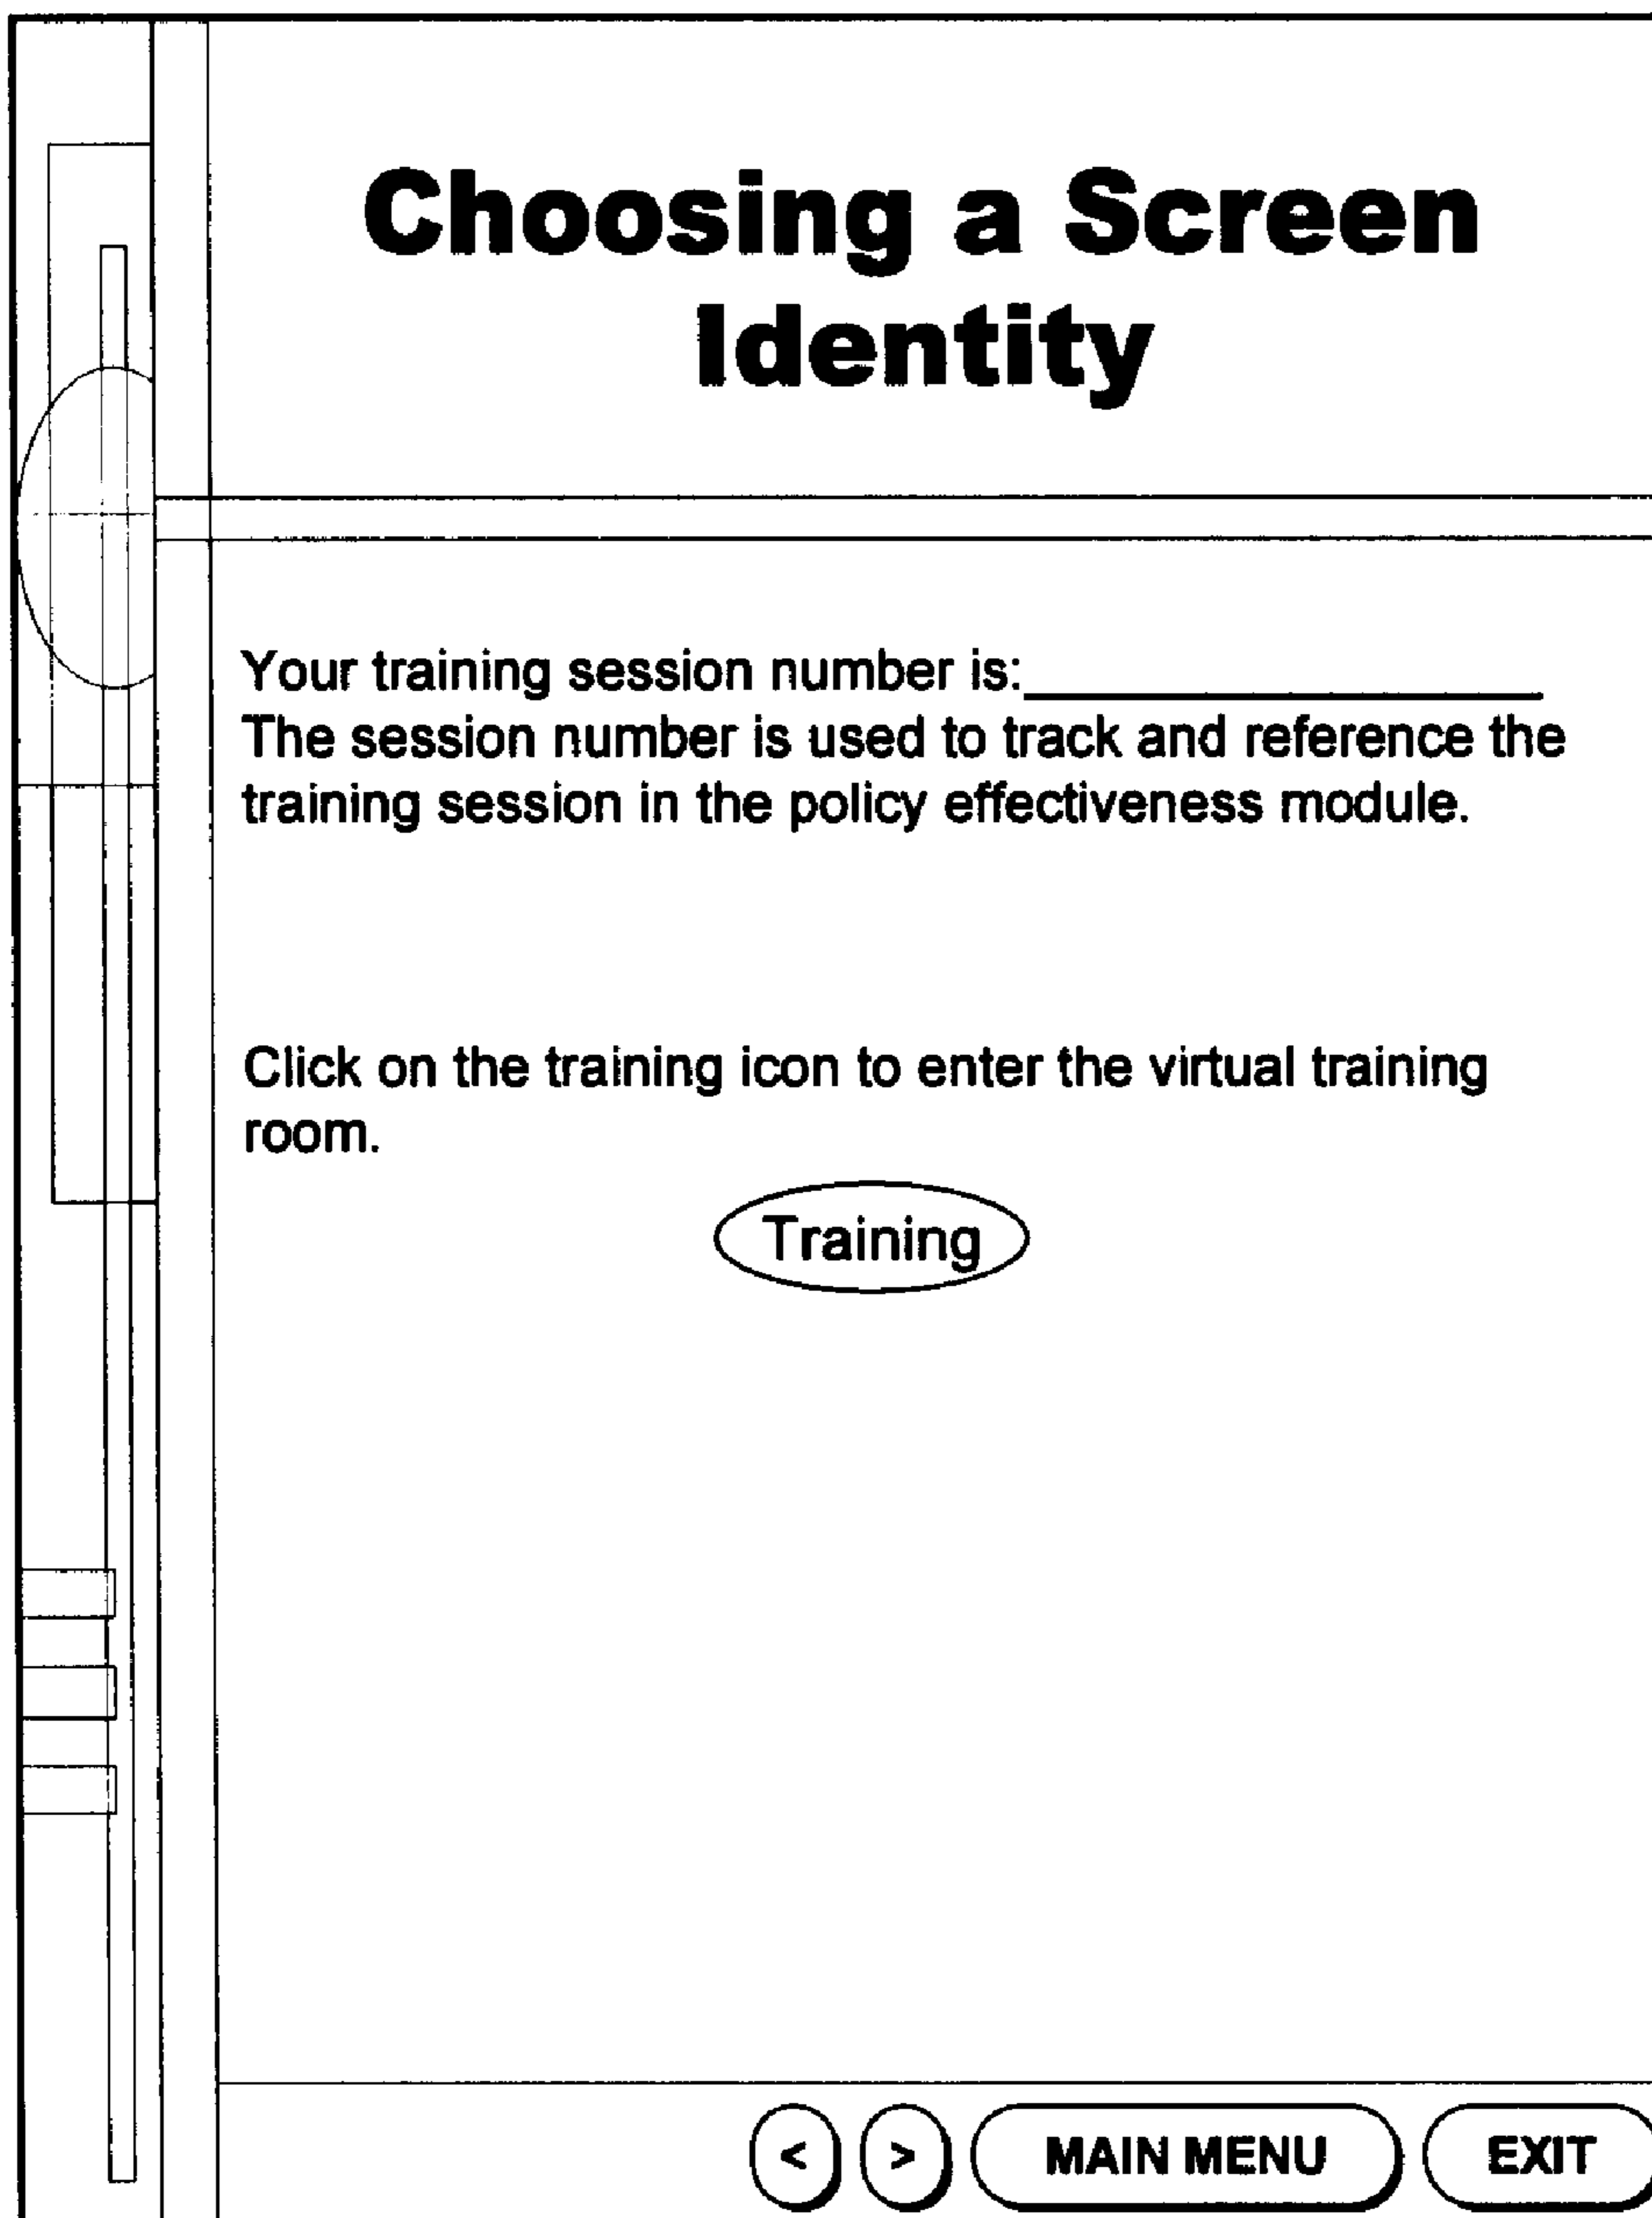 Choosing a Screen
Identity
Your training session number is:
The session number is used to track and reference the
training session in the policy effectiveness module.
Click on the training icon to enter the virtual training
room.
Training
< > MAIN MENU EXIT